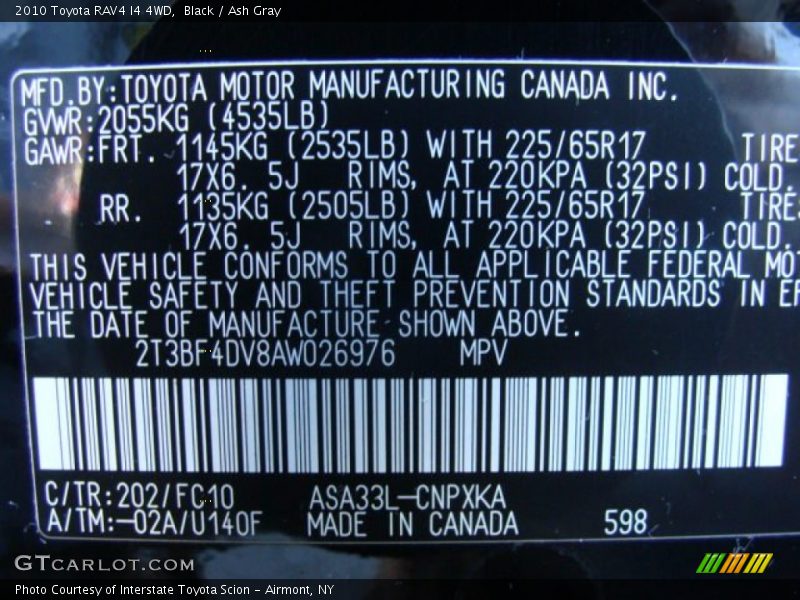 2010 Toyota RAV4 I4 4WD, Black / Ash Gray
MFD.BY:TOYOTA MOTOR MANUFACTURING CANADA INC.
GVWR:2055KG (4535LB)
GAWR:FRT. 1145KG (2535LB) WITH 225/65R17 TIRE
17X6. 5J RIMS, AT 220KPA (32PSI) COLD.
RR. 1135KG (2505LB) WITH 225/65R17 TIRE
17X6. 5J RIMS, AT 220KPA (32PSI) COLD.
THIS VEHICLE CONFORMS TO ALL APPLICABLE FEDERAL MOT
VEHICLE SAFETY AND THEFT PREVENTION STANDARDS IN EF
THE DATE OF MANUFACTURE SHOWN ABOVE.
2T3BF4DV8AW026976 MPV
C/TR:202/FC10 ASA33L-CNPXKA
A/TM:-02A/U140F MADE IN CANADA 598
GTCARLOT.COM
Photo Courtesy of Interstate Toyota Scion - Airmont, NY